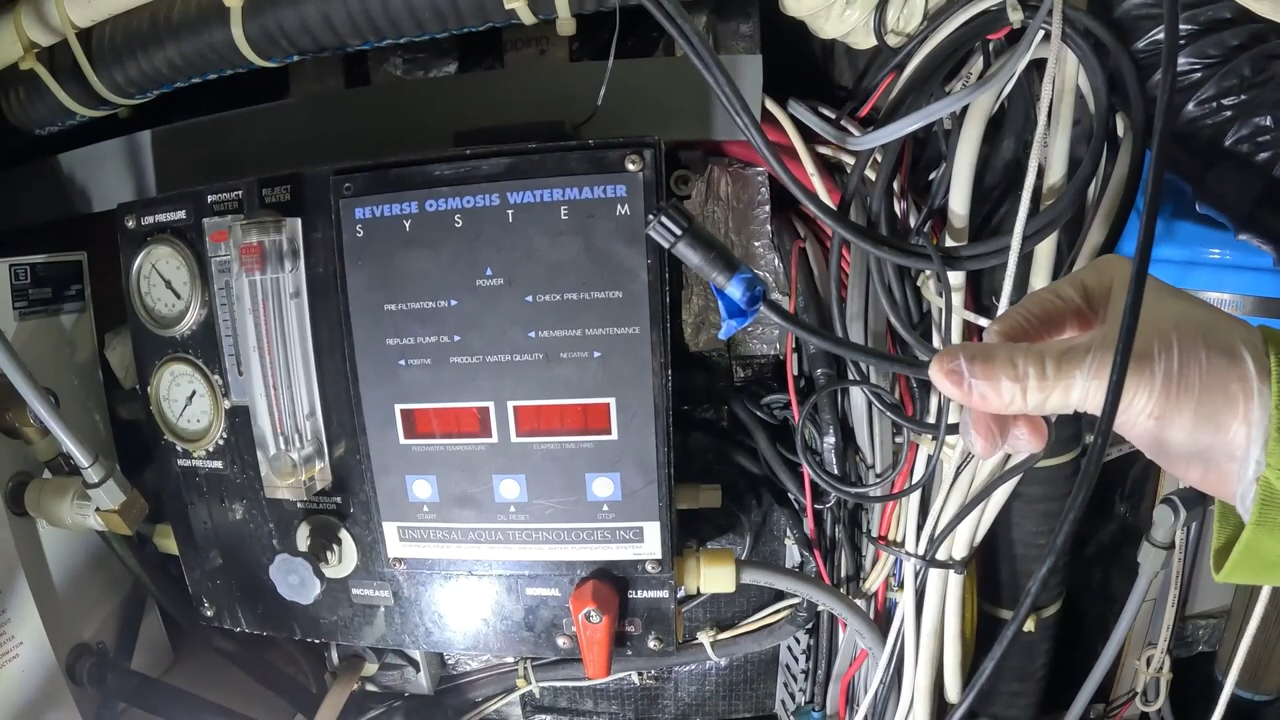 PRODUCT
WATER
REJECT
WATER
LOW PRESSURE
HIGH PRESSURE
REGULATOR
INCREASE
REVERSE OSMOSIS WATERMAKER
S Y S T E M
POWER
PRE-FILTRATION ON
CHECK PRE-FILTRATION
REPLACE PUMP OIL
MEMBRANE MAINTENANCE
POSITIVE
PRODUCT WATER QUALITY
NEGATIVE
FEEDWATER TEMPERATURE
ELAPSED TIME / HRS
START
OIL RESET
STOP
UNIVERSAL AQUA TECHNOLOGIES, INC
NORMAL
CLEANING